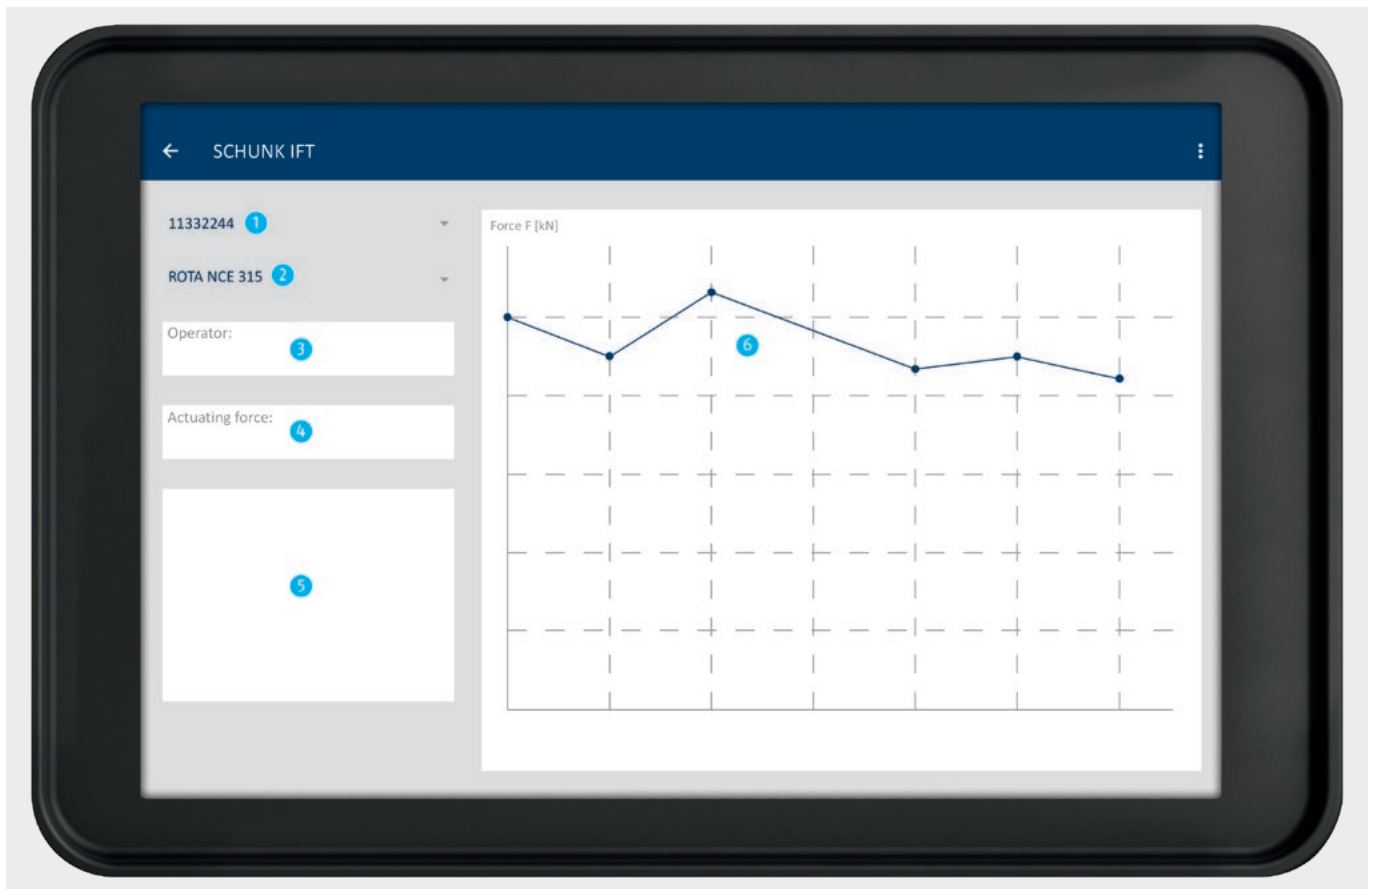 SCHUNK IFT
11332244 1
ROTA NCE 315 2
Operator:
3
Actuating force:
4
5
Force F [kN]
6